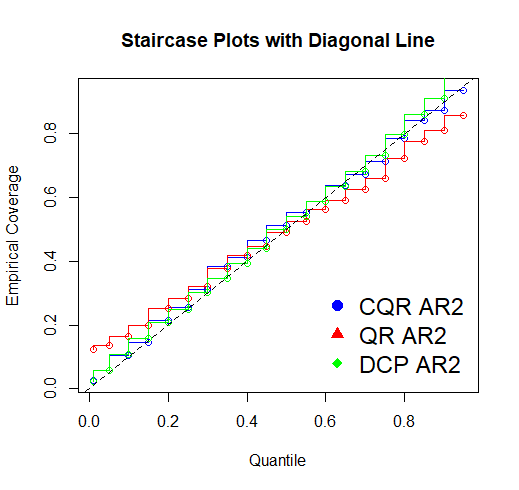 Staircase Plots with Diagonal Line
Empirical Coverage
0.8
0.6
0.4
0.2
0.0
CQR AR2
QR AR2
DCP AR2
0.0 0.2 0.4 0.6 0.8
Quantile